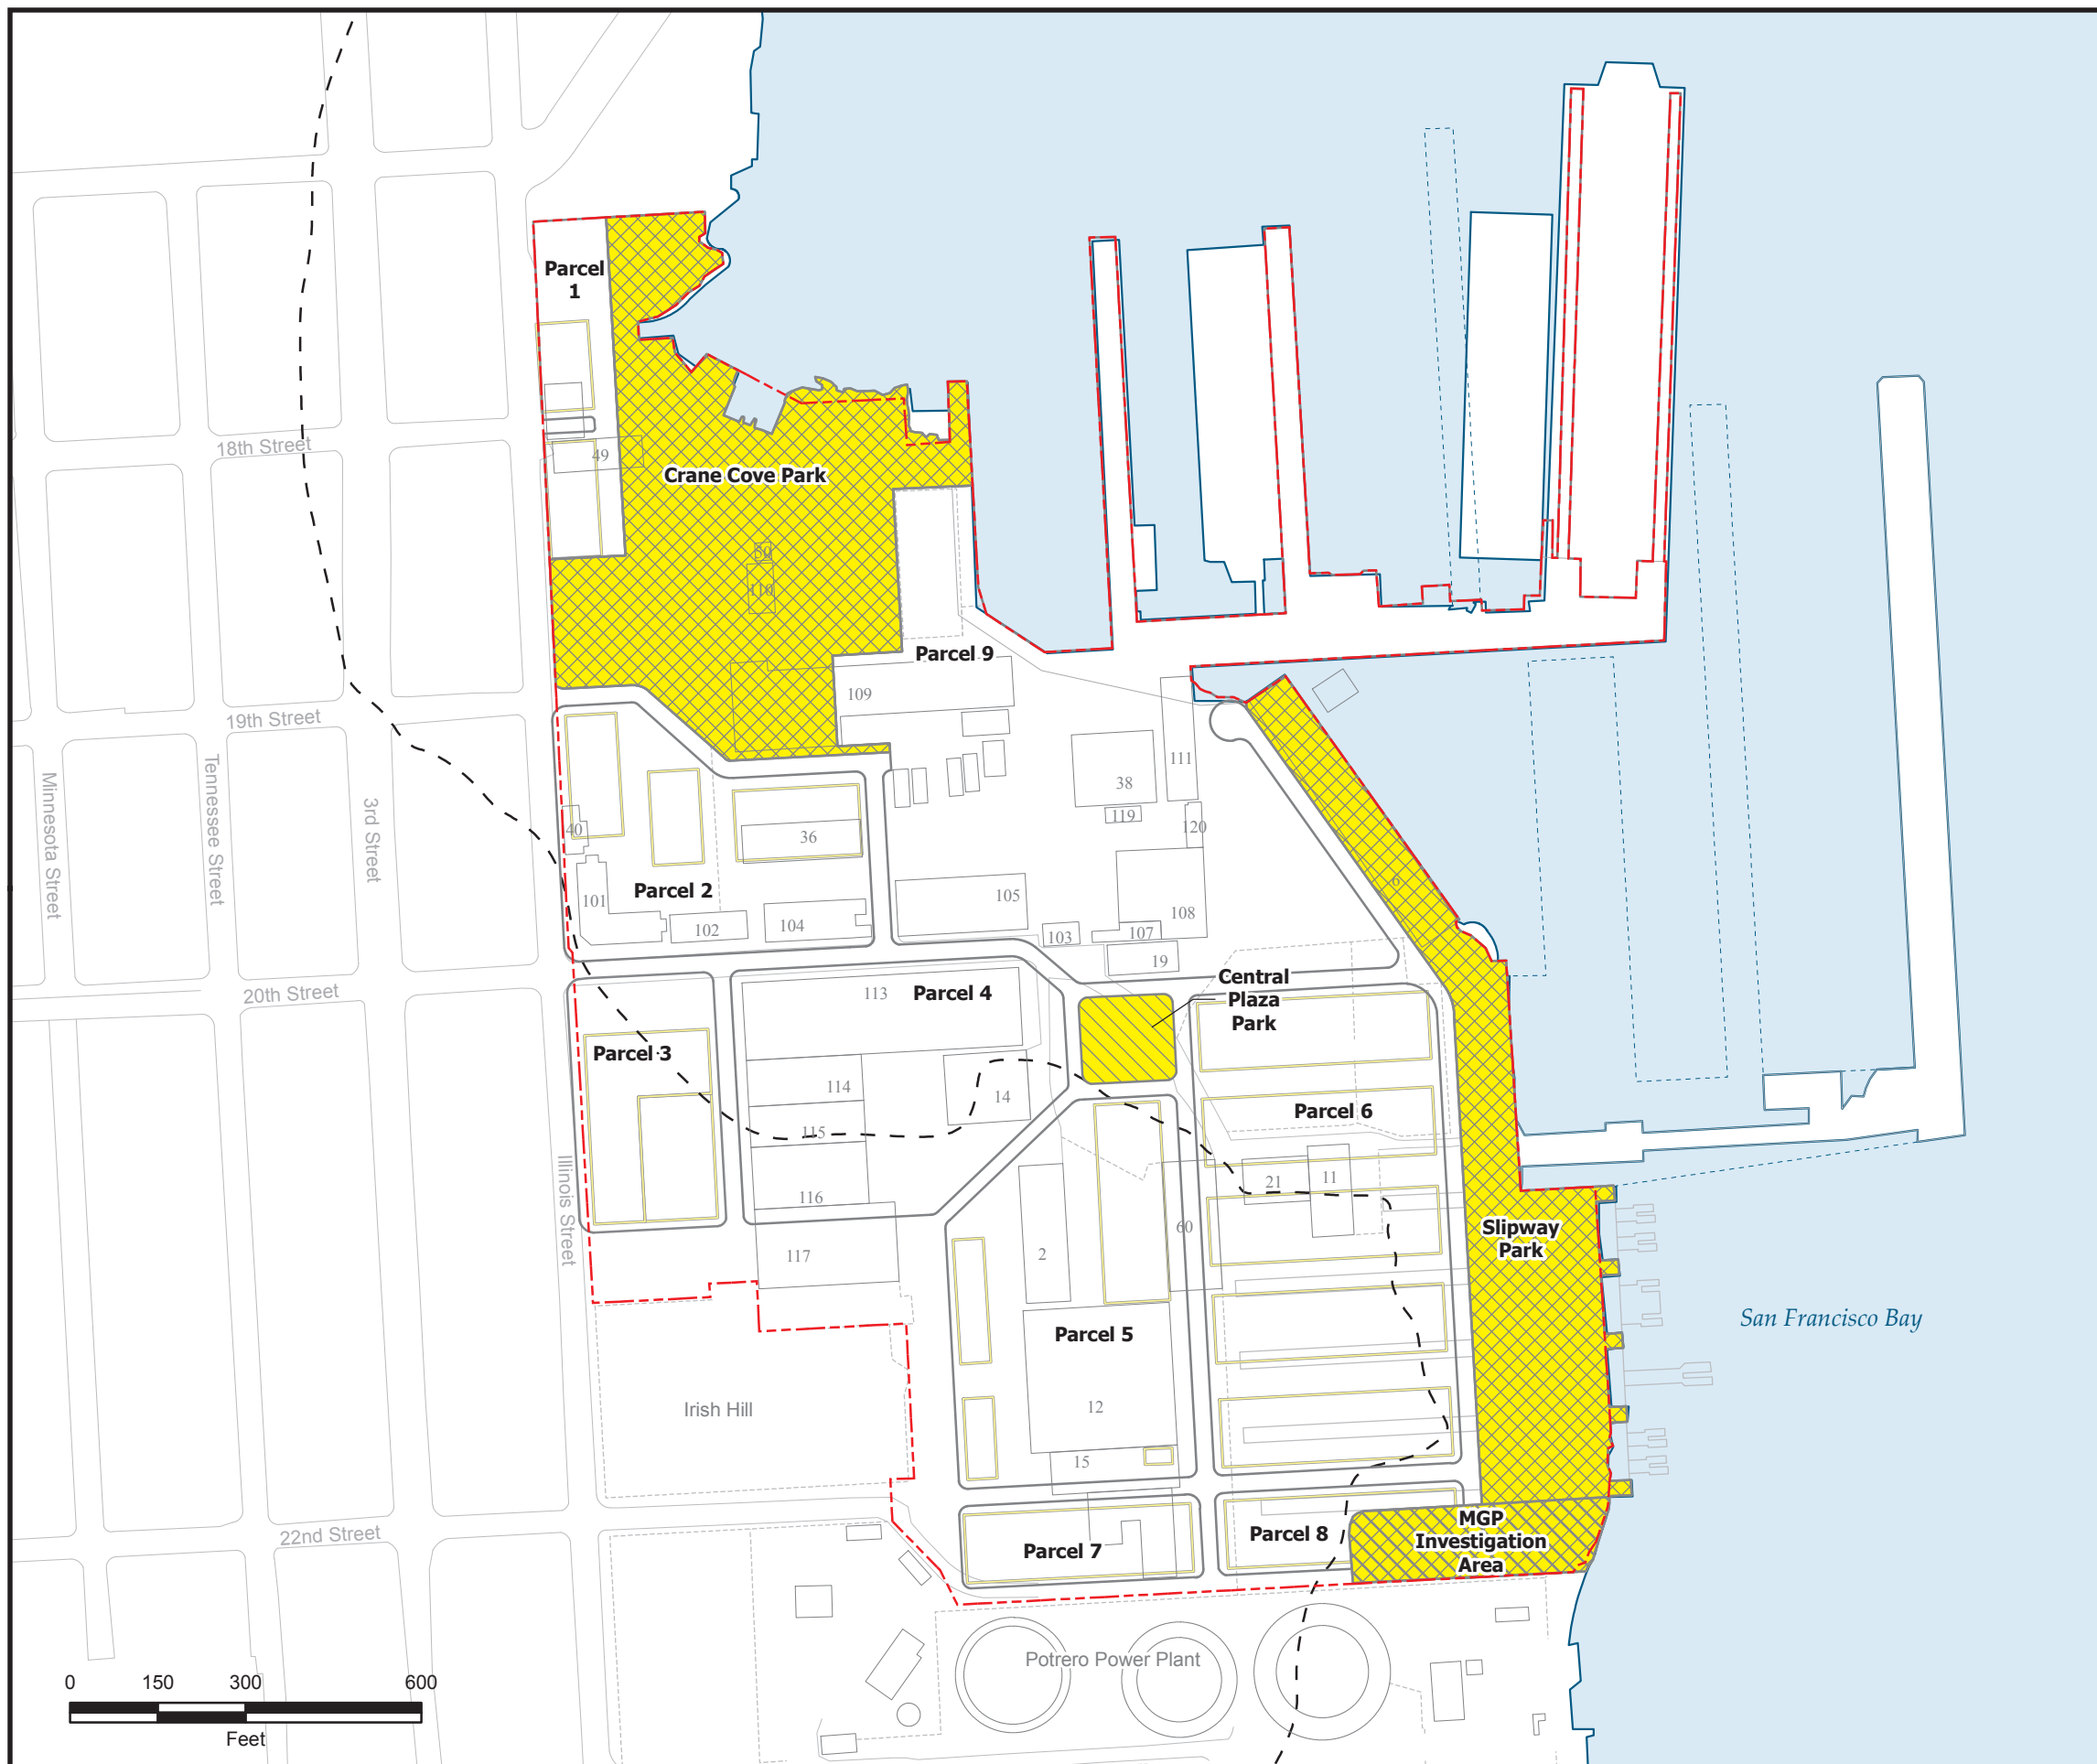 Parcel
1
18th Street
49
Crane Cove Park
50
110
Parcel 9
109
19th Street
Minnesota Street
Tennessee Street
3rd Street
111
38
119
120
40
36
6
Parcel 2
101
102
104
105
103
107
108
19
20th Street
113
Parcel 4
Central
Plaza
Park
Parcel 3
114
14
115
Parcel 6
116
21
11
Illinois Street
117
2
60
Slipway
Park
San Francisco Bay
Parcel 5
Irish Hill
12
15
22nd Street
Parcel 7
Parcel 8
MGP
Investigation
Area
Potrero Power Plant
0 150 300 600
Feet